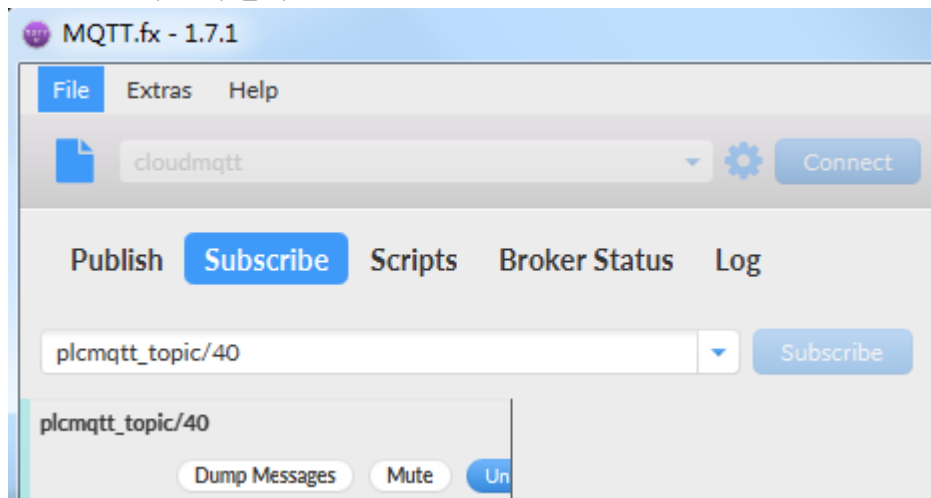 MQTT.fx - 1.7.1
File Extras Help
cloudmqtt Connect
Publish Subscribe Scripts Broker Status Log
plcmqtt_topic/40 Subscribe
plcmqtt_topic/40
Dump Messages Mute Un